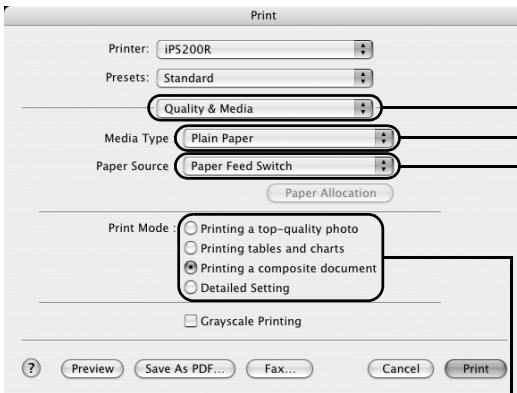 Print
Printer: iP5200R
Presets: Standard
Quality & Media
Media Type : Plain Paper
Paper Source : Paper Feed Switch
Paper Allocation
Print Mode : Printing a top-quality photo
Printing tables and charts
Printing a composite document
Detailed Setting
Grayscale Printing
? Preview Save As PDF... Fax... Cancel Print